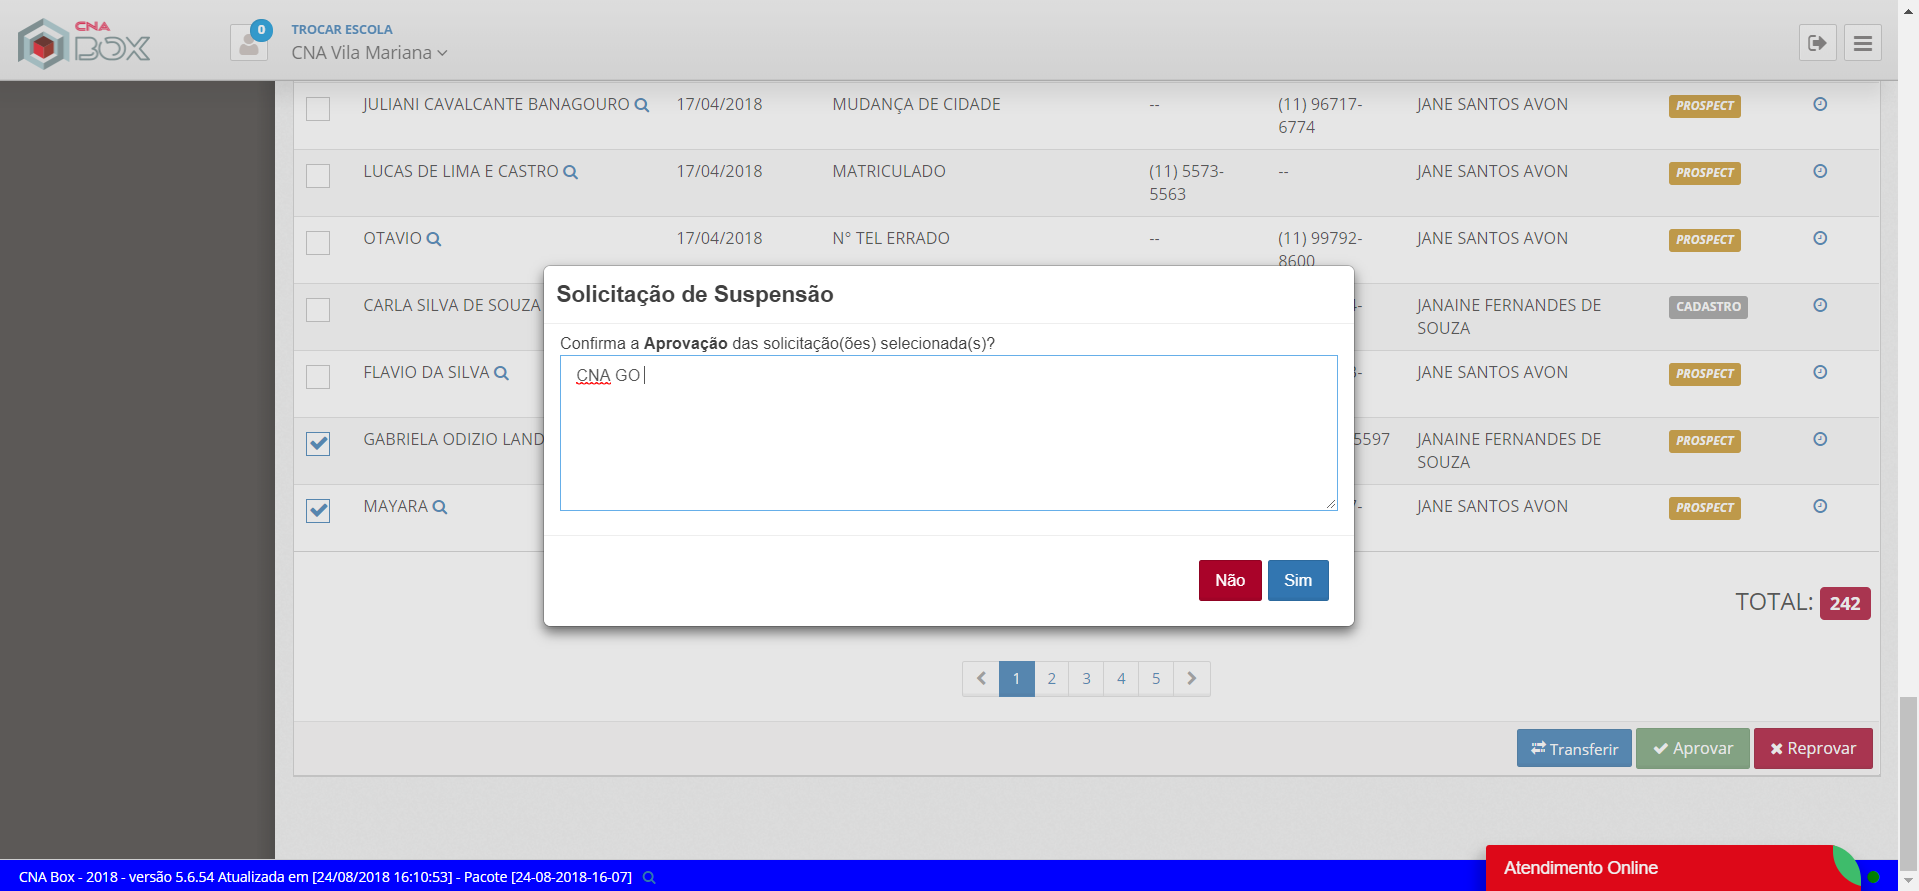 CNA
BOX
0
TROCAR ESCOLA
CNA Vila Mariana
JULIANI CAVALCANTE BANAGOURO 17/04/2018 MUDANÇA DE CIDADE -- (11) 96717-6774 JANE SANTOS AVON PROSPECT
LUCAS DE LIMA E CASTRO 17/04/2018 MATRICULADO (11) 5573-5563 -- JANE SANTOS AVON PROSPECT
OTAVIO 17/04/2018 N° TEL ERRADO -- (11) 99792-8600 JANE SANTOS AVON PROSPECT
CARLA SILVA DE SOUZA JANAINE FERNANDES DE SOUZA CADASTRO
FLAVIO DA SILVA JANE SANTOS AVON PROSPECT
GABRIELA ODIZIO LAND 5597 JANAINE FERNANDES DE SOUZA PROSPECT
MAYARA JANE SANTOS AVON PROSPECT
Solicitação de Suspensão
Confirma a Aprovação das solicitação(ões) selecionada(s)?
CNA GO
Não Sim
TOTAL: 242
1 2 3 4 5
Transferir Aprovar Reprovar
Atendimento Online
CNA Box - 2018 - versão 5.6.54 Atualizada em [24/08/2018 16:10:53] - Pacote [24-08-2018-16-07]